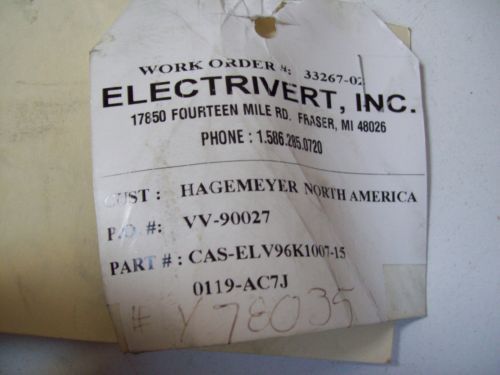 WORK ORDER #: 33267-02
ELECTRIVERT, INC.
17850 FOURTEEN MILE RD. FRASER, MI 48026
PHONE : 1.586.285.0720
CUST : HAGEMEYER NORTH AMERICA
P.O. #: VV-90027
PART # : CAS-ELV96K1007-15
0119-AC7J
# Y78035